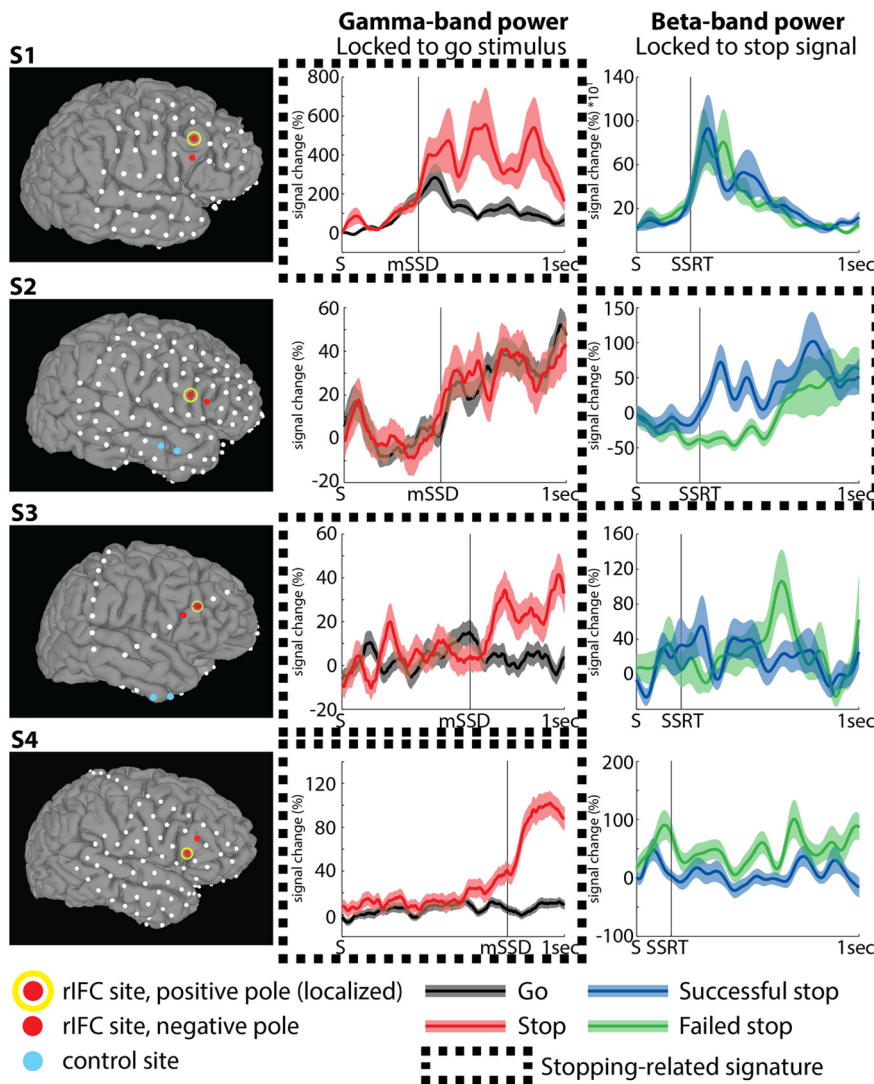 Gamma-band power
Locked to go stimulus
Beta-band power
Locked to stop signal
S1
signal change (%)
800
600
400
200
0
S
mSSD
1sec
signal change (%) *10¹
140
100
60
20
S
SSRT
1sec
S2
signal change (%)
60
40
20
0
-20
S
mSSD
1sec
signal change (%)
150
100
50
0
-50
S
SSRT
1sec
S3
signal change (%)
60
40
20
0
-20
S
mSSD
1sec
signal change (%)
160
120
80
40
0
S
SSRT
1sec
S4
signal change (%)
120
80
40
0
S
mSSD
1sec
signal change (%)
200
100
0
-100
S
SSRT
1sec
rIFC site, positive pole (localized)
rIFC site, negative pole
control site
Go
Stop
Successful stop
Failed stop
Stopping-related signature